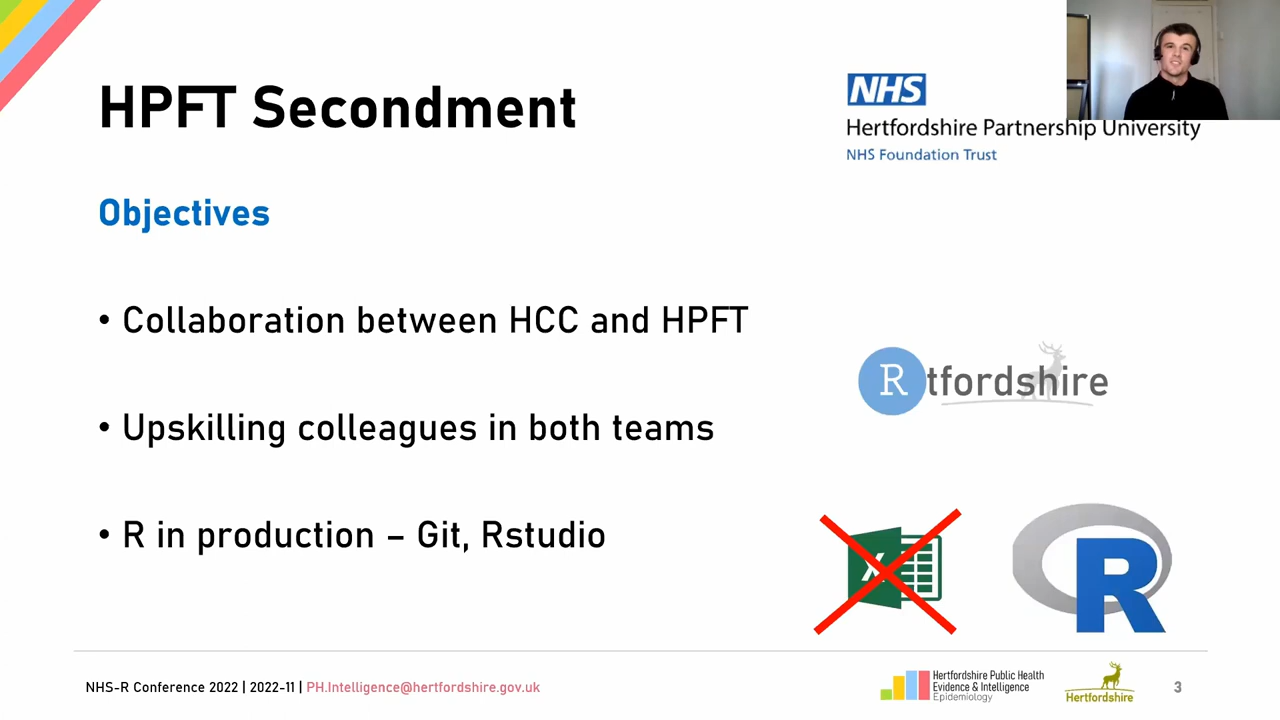 HPFT Secondment
NHS
Hertfordshire Partnership University
NHS Foundation Trust
Objectives
• Collaboration between HCC and HPFT
• Upskilling colleagues in both teams
• R in production – Git, Rstudio
Rtfordshire
X
R
NHS-R Conference 2022 | 2022-11 | PH.Intelligence@hertfordshire.gov.uk
Hertfordshire Public Health
Evidence & Intelligence
Epidemiology
Hertfordshire
3